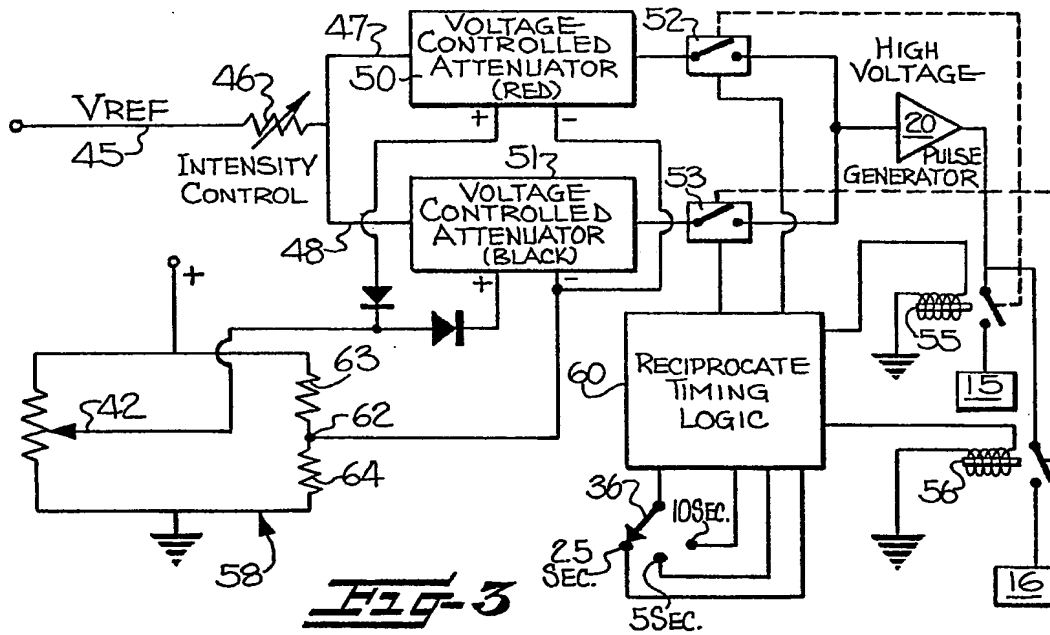 VREF
45
46
INTENSITY
CONTROL
47
48
VOLTAGE
CONTROLLED
50 ATTENUATOR
(RED)
+ -
51
VOLTAGE
CONTROLLED
ATTENUATOR
(BLACK)
+ -
52
53
HIGH
VOLTAGE
20
PULSE
GENERATOR
55
15
56
16
60
RECIPROCATE
TIMING
LOGIC
36
10SEC.
2.5
SEC.
5SEC.
+
42
63
62
64
58
FIG-3